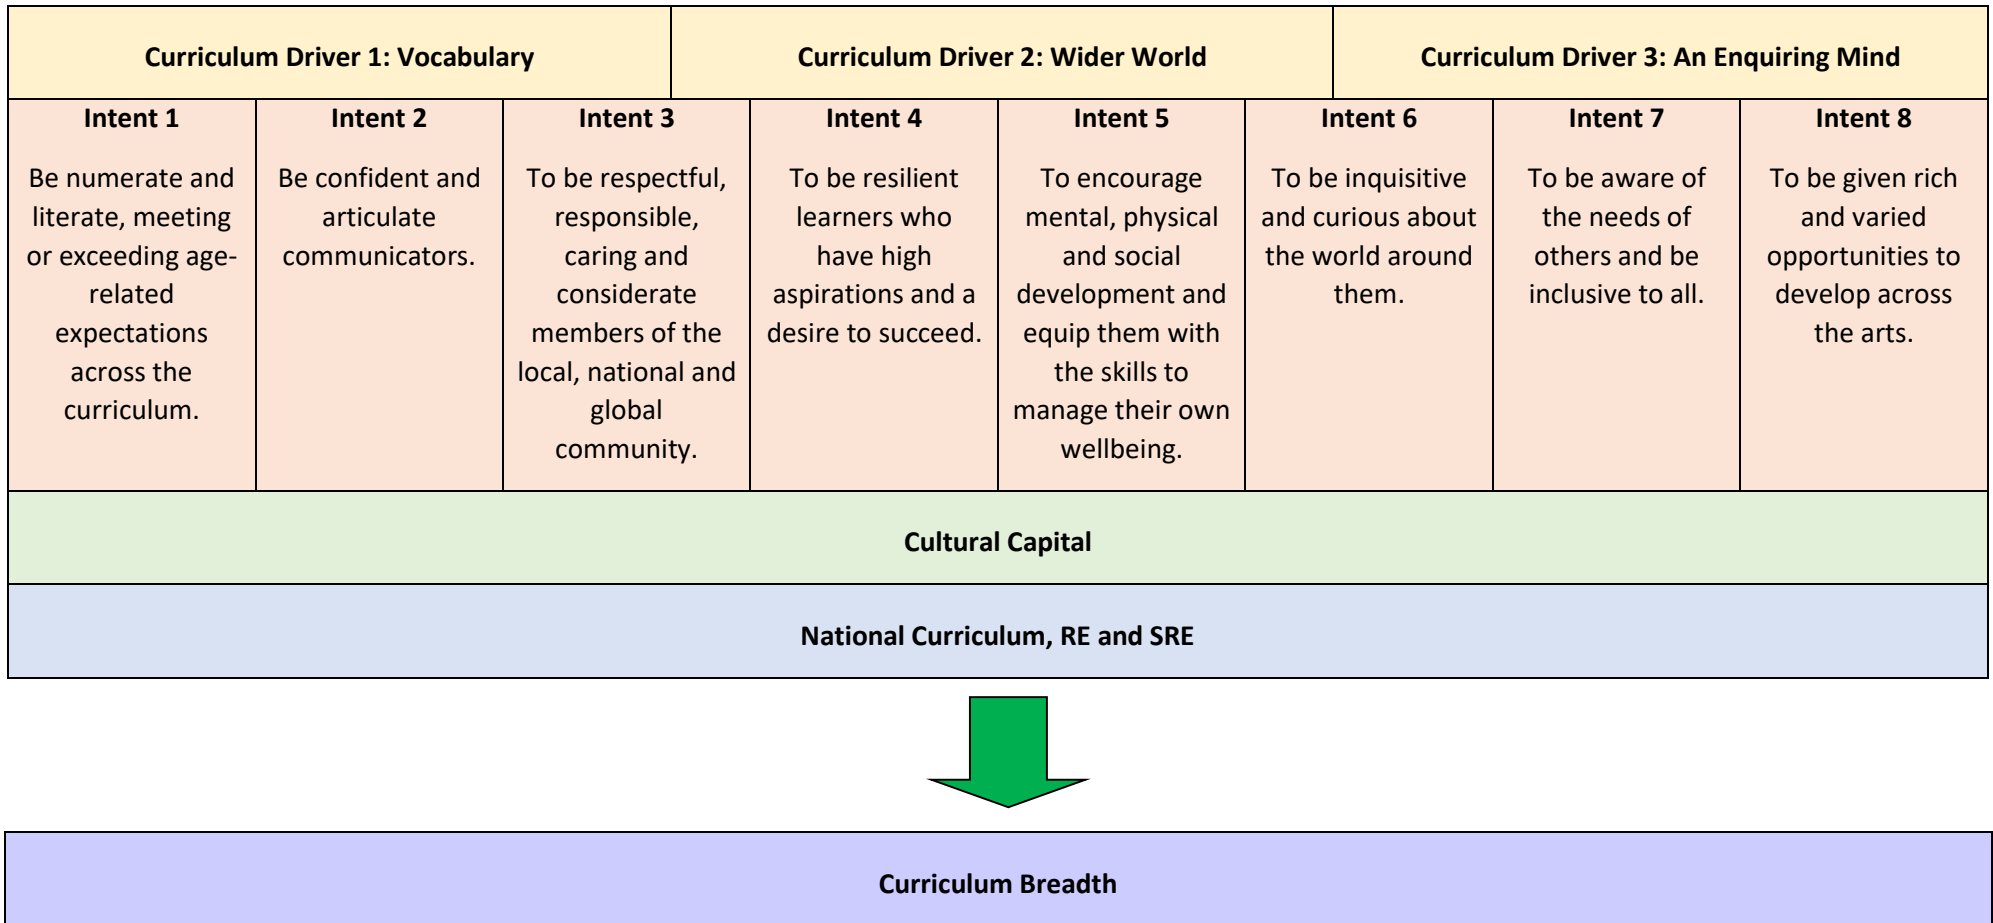 Curriculum Driver 1: Vocabulary
Curriculum Driver 2: Wider World
Curriculum Driver 3: An Enquiring Mind
Intent 1
Be numerate and
literate, meeting
or exceeding age-
related
expectations
across the
curriculum.
Intent 2
Be confident and
articulate
communicators.
Intent 3
To be respectful,
responsible,
caring and
considerate
members of the
local, national and
global
community.
Intent 4
To be resilient
learners who
have high
aspirations and a
desire to succeed.
Intent 5
To encourage
mental, physical
and social
development and
equip them with
the skills to
manage their own
wellbeing.
Intent 6
To be inquisitive
and curious about
the world around
them.
Intent 7
To be aware of
the needs of
others and be
inclusive to all.
Intent 8
To be given rich
and varied
opportunities to
develop across
the arts.
Cultural Capital
National Curriculum, RE and SRE
Curriculum Breadth